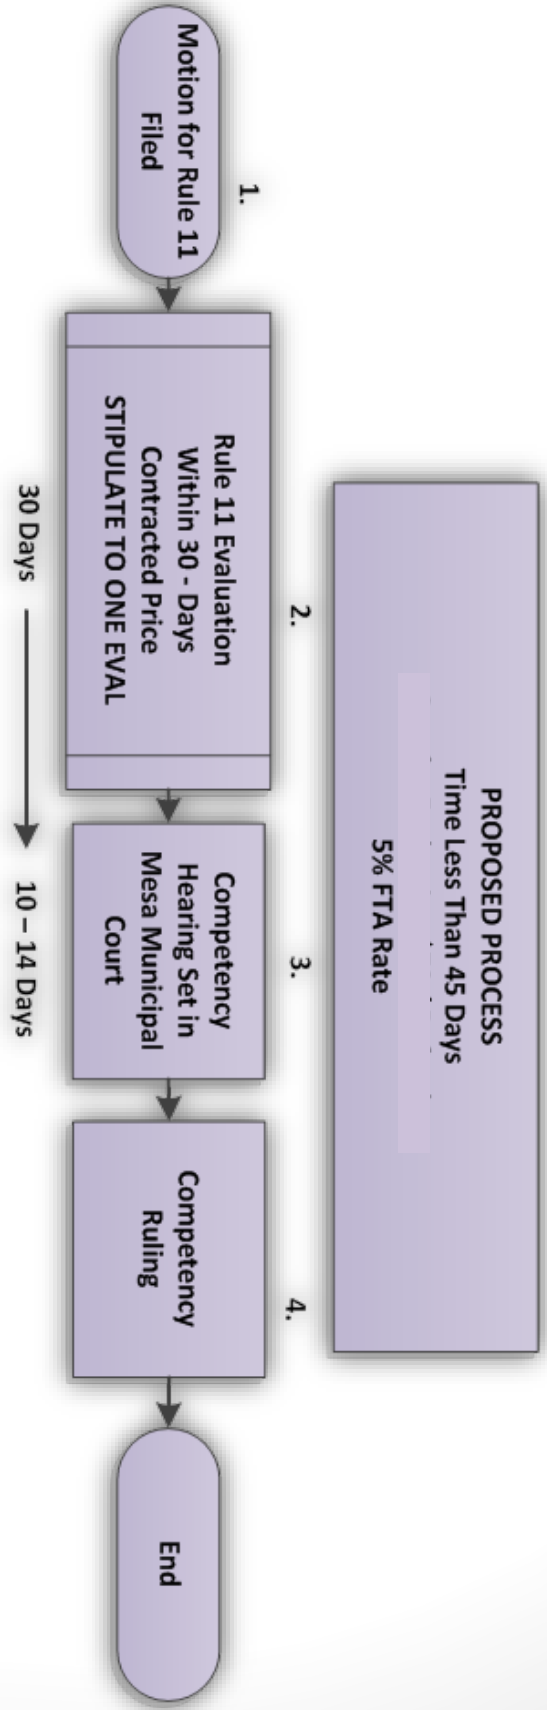 PROPOSED PROCESS
Time Less Than 45 Days
5% FTA Rate
1.
Motion for Rule 11
Filed
2.
Rule 11 Evaluation
Within 30 - Days
Contracted Price
STIPULATE TO ONE EVAL
3.
Competency
Hearing Set in
Mesa Municipal
Court
4.
Competency
Ruling
End
30 Days
10 – 14 Days